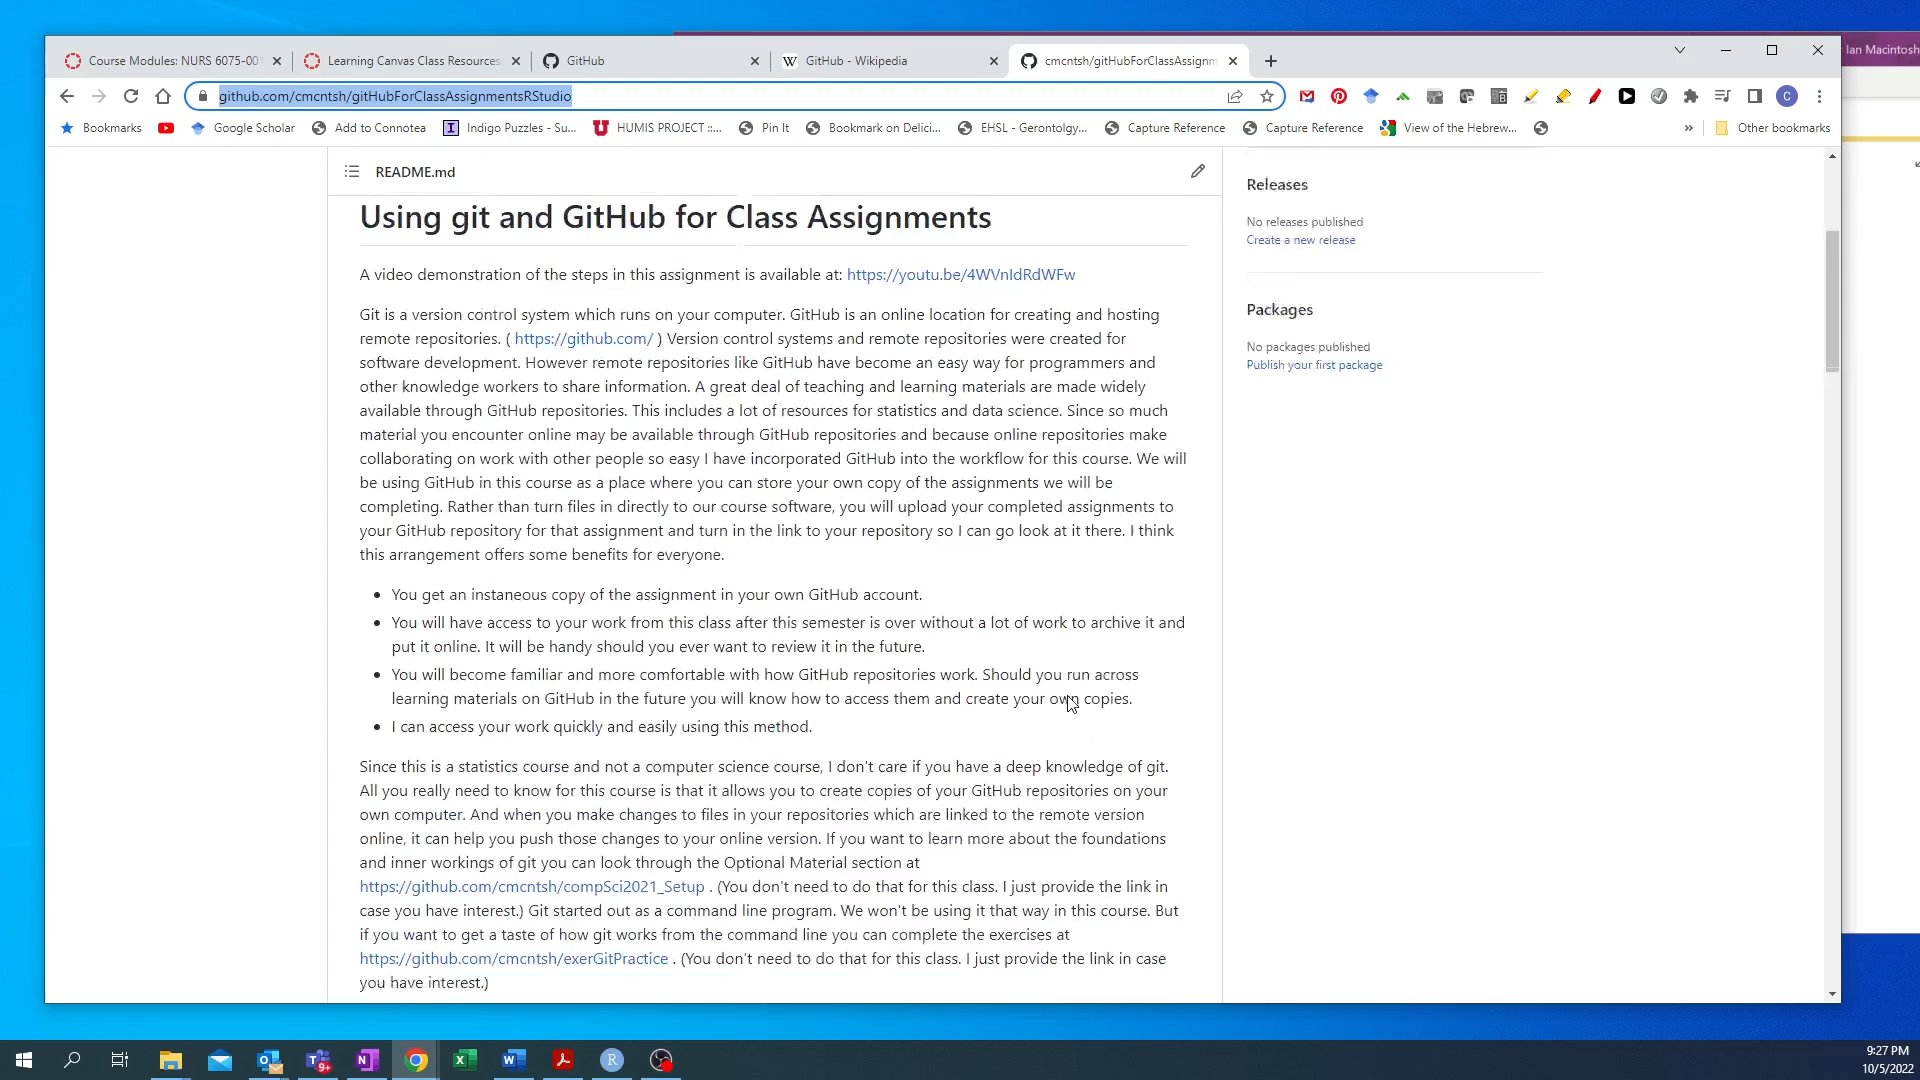 Course Modules: NURS 6075-001
Learning Canvas Class Resources
GitHub
W GitHub - Wikipedia
cmcntsh/gitHubForClassAssignm
Ian Macintosh
github.com/cmcntsh/gitHubForClassAssignmentsRStudio
C
Bookmarks
Google Scholar
Add to Connotea
Indigo Puzzles - Su...
HUMIS PROJECT ::...
Pin It
Bookmark on Delici...
EHSL - Gerontolgy,...
Capture Reference
Capture Reference
View of the Hebrew...
»
Other bookmarks
README.md
Using git and GitHub for Class Assignments
A video demonstration of the steps in this assignment is available at: https://youtu.be/4WVnIdRdWFw
Git is a version control system which runs on your computer. GitHub is an online location for creating and hosting
remote repositories. ( https://github.com/ ) Version control systems and remote repositories were created for
software development. However remote repositories like GitHub have become an easy way for programmers and
other knowledge workers to share information. A great deal of teaching and learning materials are made widely
available through GitHub repositories. This includes a lot of resources for statistics and data science. Since so much
material you encounter online may be available through GitHub repositories and because online repositories make
collaborating on work with other people so easy I have incorporated GitHub into the workflow for this course. We will
be using GitHub in this course as a place where you can store your own copy of the assignments we will be
completing. Rather than turn files in directly to our course software, you will upload your completed assignments to
your GitHub repository for that assignment and turn in the link to your repository so I can go look at it there. I think
this arrangement offers some benefits for everyone.
• You get an instaneous copy of the assignment in your own GitHub account.
• You will have access to your work from this class after this semester is over without a lot of work to archive it and
put it online. It will be handy should you ever want to review it in the future.
• You will become familiar and more comfortable with how GitHub repositories work. Should you run across
learning materials on GitHub in the future you will know how to access them and create your own copies.
• I can access your work quickly and easily using this method.
Since this is a statistics course and not a computer science course, I don't care if you have a deep knowledge of git.
All you really need to know for this course is that it allows you to create copies of your GitHub repositories on your
own computer. And when you make changes to files in your repositories which are linked to the remote version
online, it can help you push those changes to your online version. If you want to learn more about the foundations
and inner workings of git you can look through the Optional Material section at
https://github.com/cmcntsh/compSci2021_Setup . (You don't need to do that for this class. I just provide the link in
case you have interest.) Git started out as a command line program. We won't be using it that way in this course. But
if you want to get a taste of how git works from the command line you can complete the exercises at
https://github.com/cmcntsh/exerGitPractice . (You don't need to do that for this class. I just provide the link in case
you have interest.)
Releases
No releases published
Create a new release
Packages
No packages published
Publish your first package
9:27 PM
10/5/2022